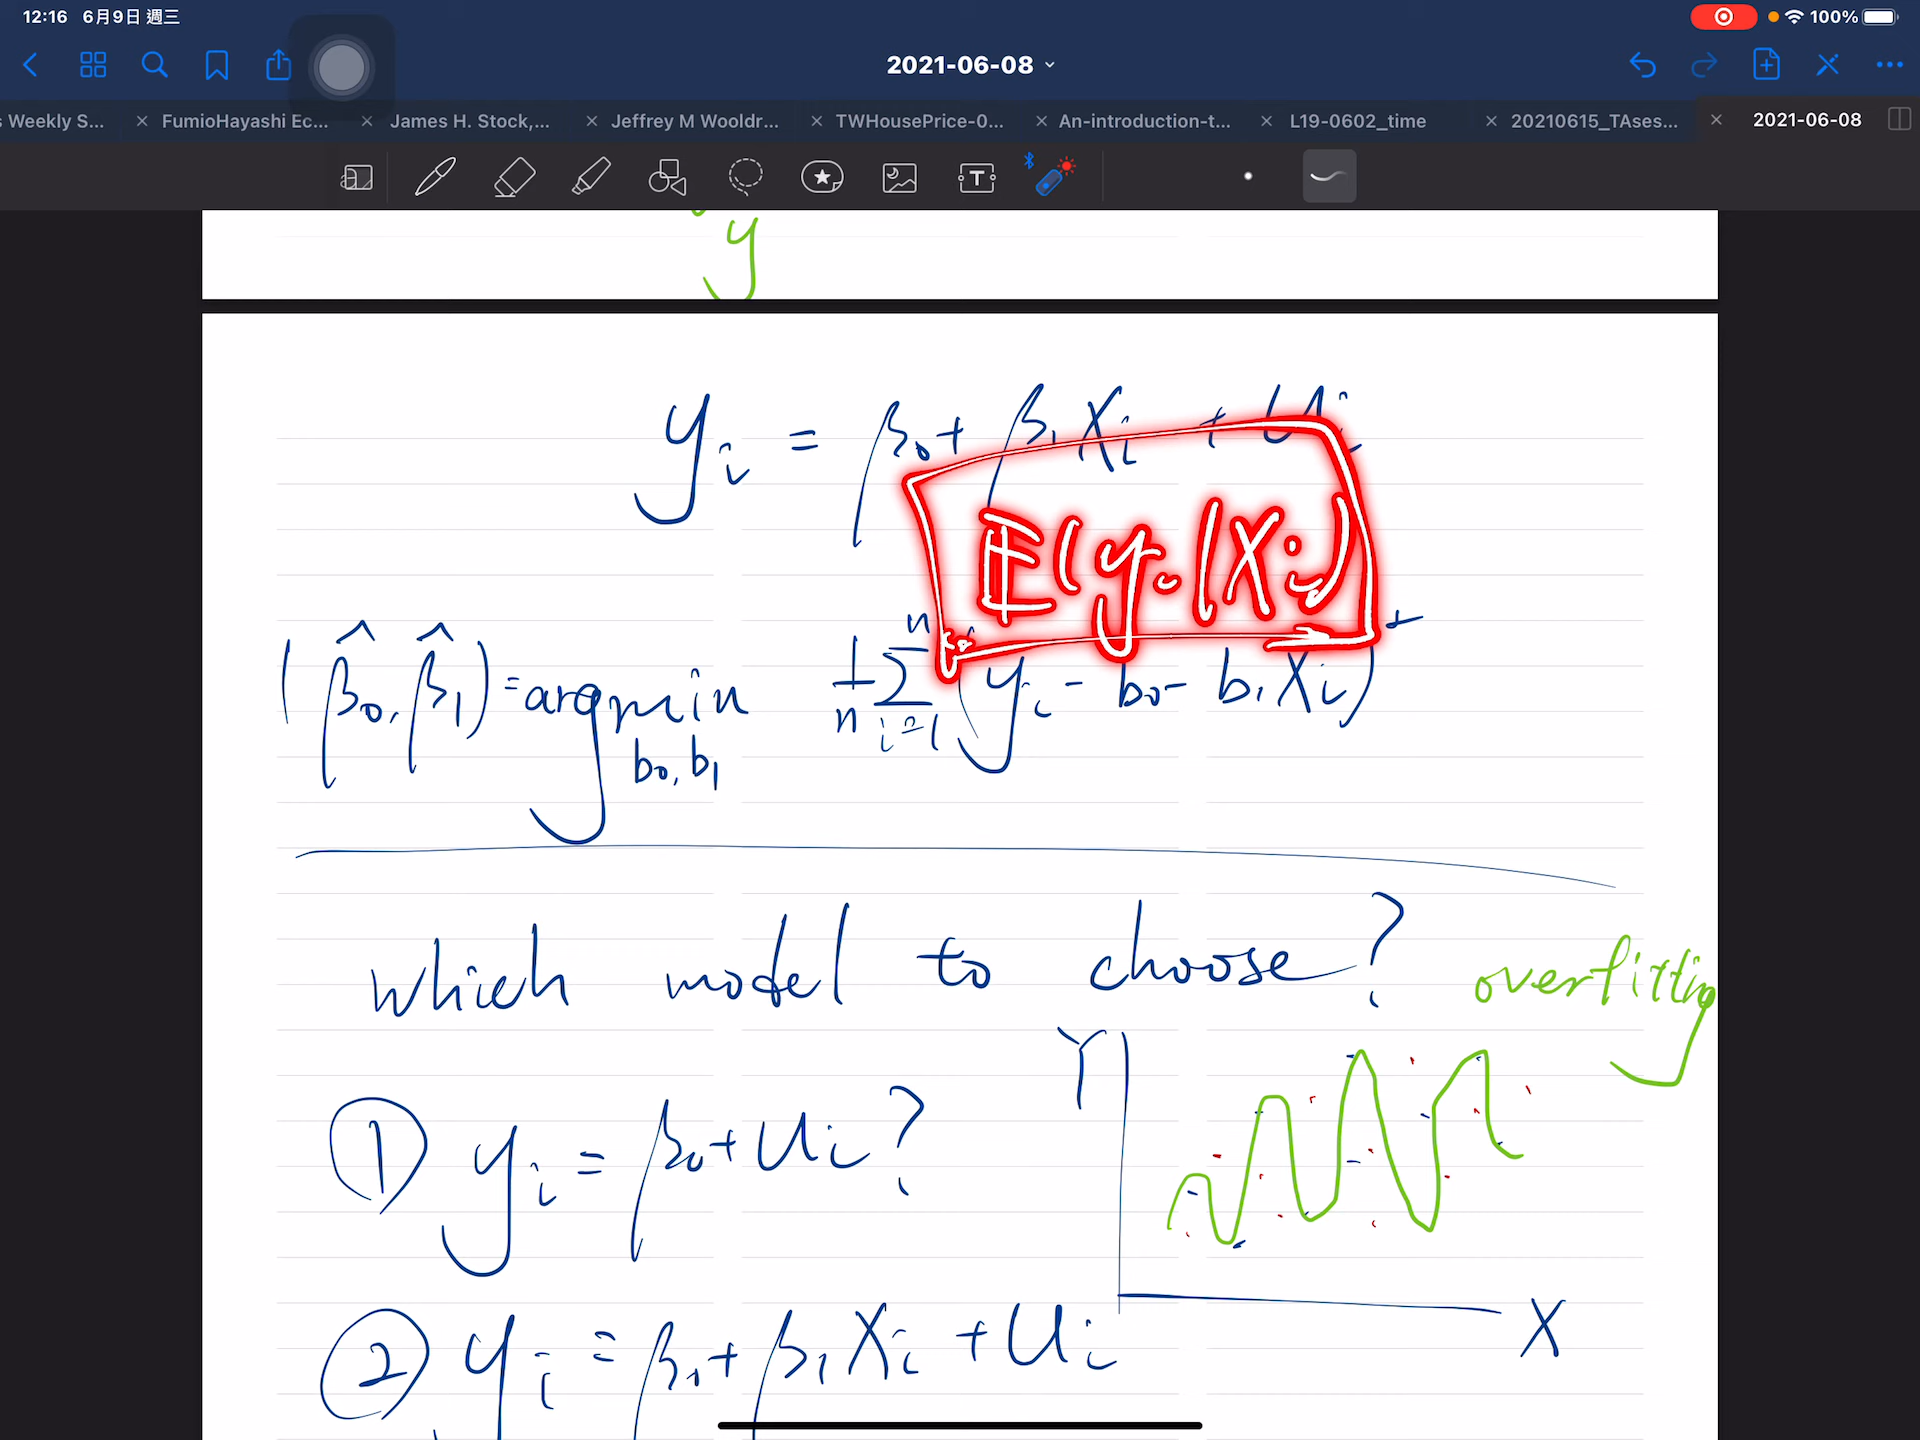 12:16 6月9日 週三 100%
2021-06-08
s Weekly S... × FumioHayashi Ec... × James H. Stock,... × Jeffrey M Wooldr... × TWHousePrice-0... × An-introduction-t... × L19-0602_time × 20210615_TAses... × 2021-06-08
y
yᵢ = β₀ + β₁Xᵢ + Uᵢ
E(yᵢ|Xᵢ)
(β̂₀, β̂₁) = argmin 1/n Σ (yᵢ - b₀ - b₁Xᵢ)
b₀, b₁ i=1 n
which model to choose?
overfitting
① yᵢ = β₀ + Uᵢ?
Y
X
② yᵢ = β₀ + β₁Xᵢ + Uᵢ